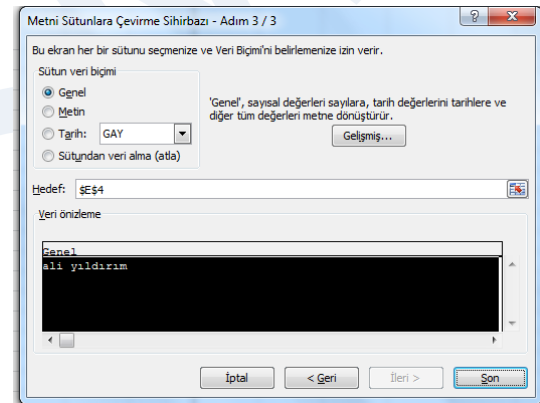 Metni Sütunlara Çevirme Sihirbazı - Adım 3 / 3
Bu ekran her bir sütunu seçmenize ve Veri Biçimi'ni belirlemenize izin verir.
Sütun veri biçimi
Genel
Metin
Tarih: GAY
Sütundan veri alma (atla)
'Genel', sayısal değerleri sayılara, tarih değerlerini tarihlere ve
diğer tüm değerleri metne dönüştürür.
Gelişmiş...
Hedef: $E$4
Veri önizleme
Genel
ali yıldırım
İptal
< Geri
İleri >
Son